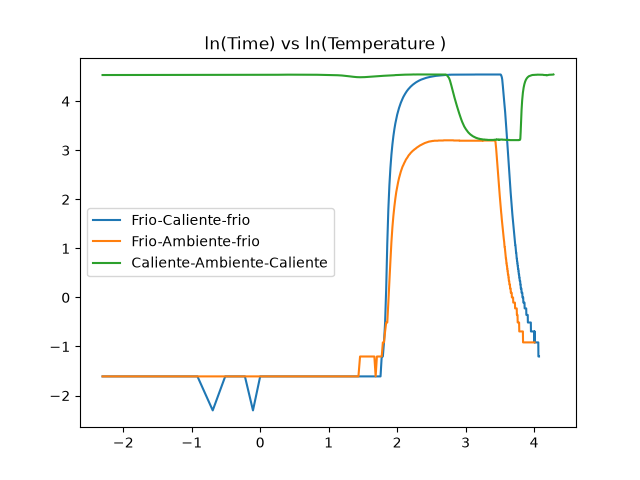 ln(Time) vs ln(Temperature )
4
3
2
1
0
−1
−2
Frio-Caliente-frio
Frio-Ambiente-frio
Caliente-Ambiente-Caliente
−2 −1 0 1 2 3 4